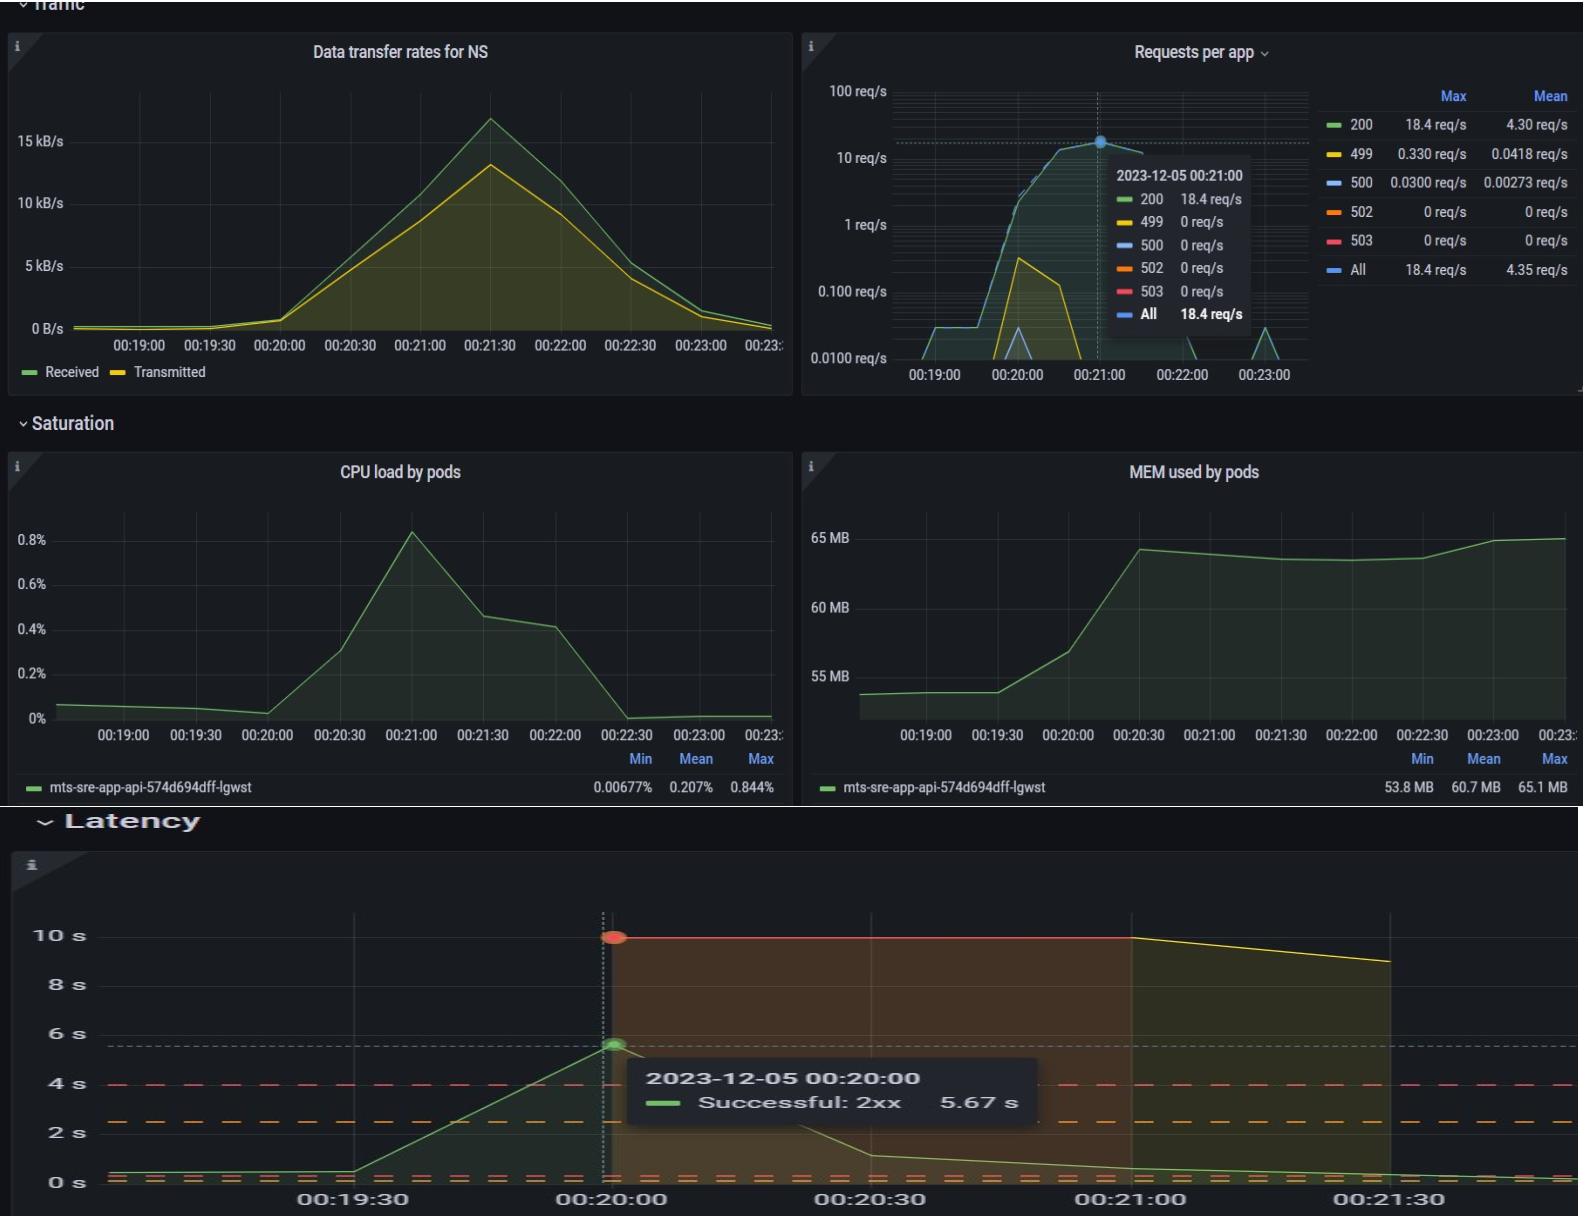 Traffic
Data transfer rates for NS
15 kB/s
10 kB/s
5 kB/s
0 B/s
00:19:00 00:19:30 00:20:00 00:20:30 00:21:00 00:21:30 00:22:00 00:22:30 00:23:00 00:23:
Received Transmitted
Requests per app
100 req/s
10 req/s
1 req/s
0.100 req/s
0.0100 req/s
00:19:00 00:20:00 00:21:00 00:22:00 00:23:00
2023-12-05 00:21:00
200 18.4 req/s
499 0 req/s
500 0 req/s
502 0 req/s
503 0 req/s
All 18.4 req/s
Max Mean
200 18.4 req/s 4.30 req/s
499 0.330 req/s 0.0418 req/s
500 0.0300 req/s 0.00273 req/s
502 0 req/s 0 req/s
503 0 req/s 0 req/s
All 18.4 req/s 4.35 req/s
Saturation
CPU load by pods
0.8%
0.6%
0.4%
0.2%
0%
00:19:00 00:19:30 00:20:00 00:20:30 00:21:00 00:21:30 00:22:00 00:22:30 00:23:00 00:23:
Min Mean Max
mts-sre-app-api-574d694dff-lgwst 0.00677% 0.207% 0.844%
MEM used by pods
65 MB
60 MB
55 MB
00:19:00 00:19:30 00:20:00 00:20:30 00:21:00 00:21:30 00:22:00 00:22:30 00:23:00 00:23:
Min Mean Max
mts-sre-app-api-574d694dff-lgwst 53.8 MB 60.7 MB 65.1 MB
Latency
10 s
8 s
6 s
4 s
2 s
0 s
2023-12-05 00:20:00
Successful: 2xx 5.67 s
00:19:30 00:20:00 00:20:30 00:21:00 00:21:30